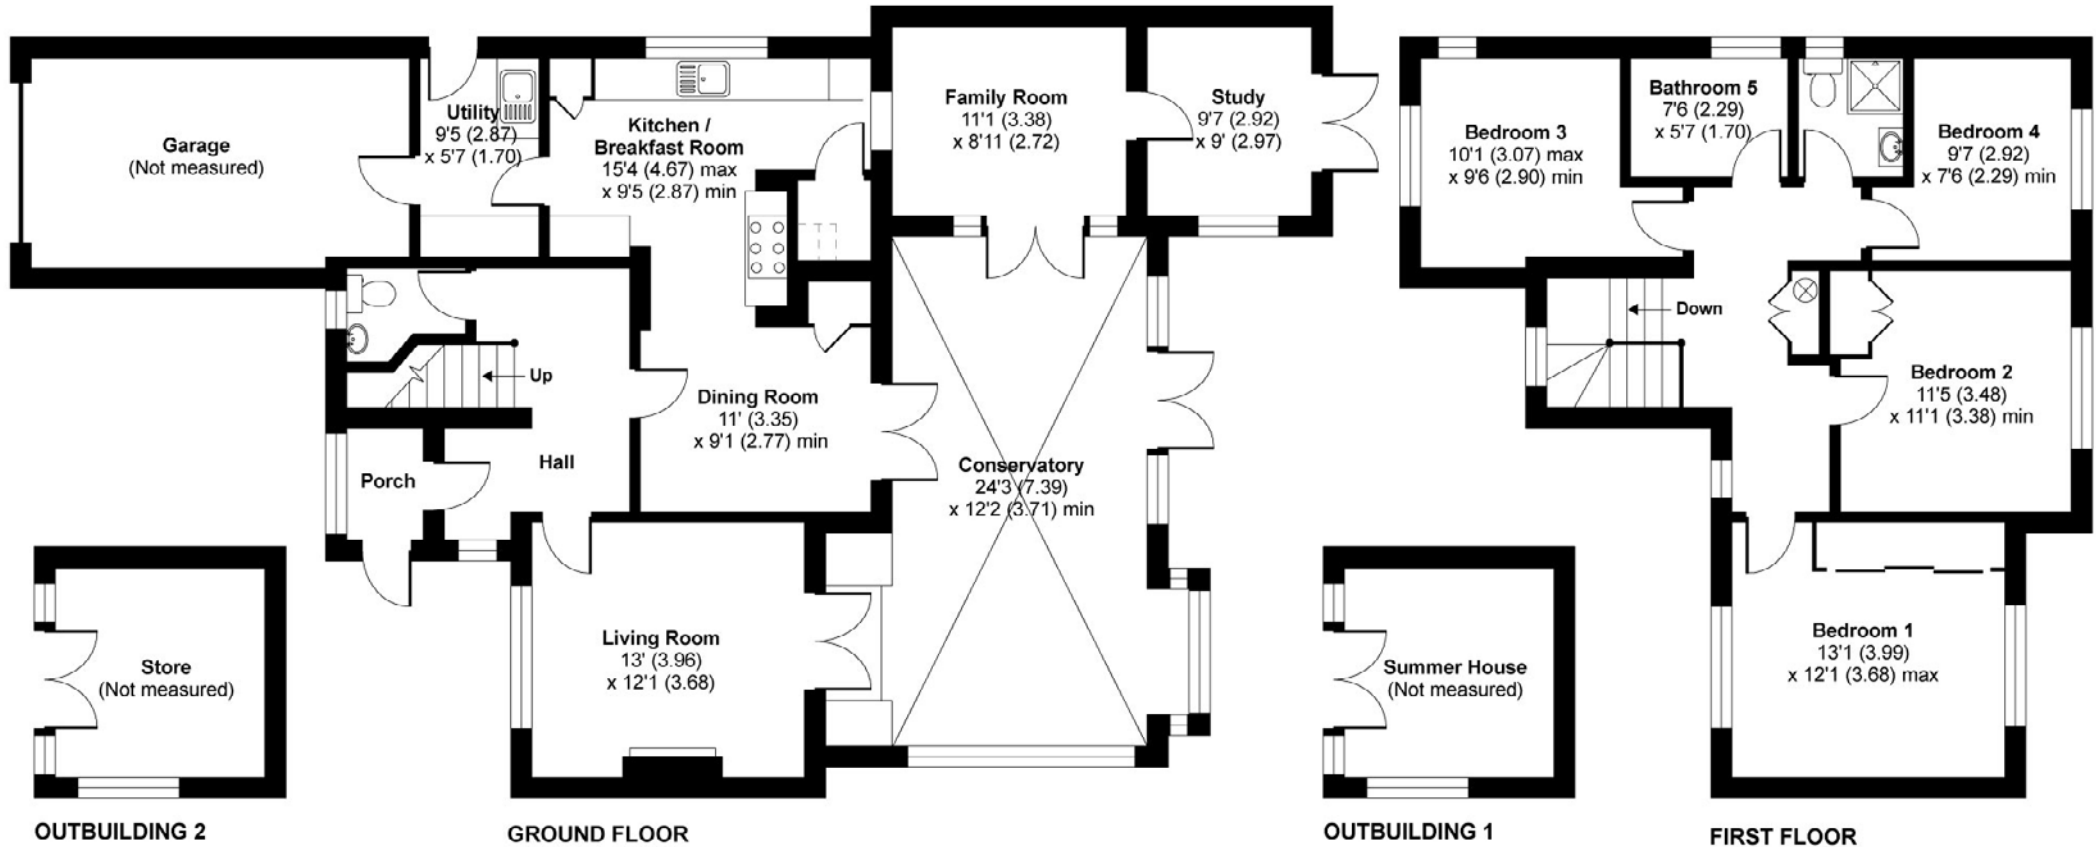 Garage
(Not measured)
Utility
9'5 (2.87)
x 5'7 (1.70)
Kitchen /
Breakfast Room
15'4 (4.67) max
x 9'5 (2.87) min
Family Room
11'1 (3.38)
x 8'11 (2.72)
Study
9'7 (2.92)
x 9' (2.97)
Up
Dining Room
11' (3.35)
x 9'1 (2.77) min
Hall
Porch
Conservatory
24'3 (7.39)
x 12'2 (3.71) min
Living Room
13' (3.96)
x 12'1 (3.68)
Store
(Not measured)
OUTBUILDING 2
GROUND FLOOR
Bedroom 3
10'1 (3.07) max
x 9'6 (2.90) min
Bathroom 5
7'6 (2.29)
x 5'7 (1.70)
Bedroom 4
9'7 (2.92)
x 7'6 (2.29) min
Down
Bedroom 2
11'5 (3.48)
x 11'1 (3.38) min
Bedroom 1
13'1 (3.99)
x 12'1 (3.68) max
Summer House
(Not measured)
OUTBUILDING 1
FIRST FLOOR